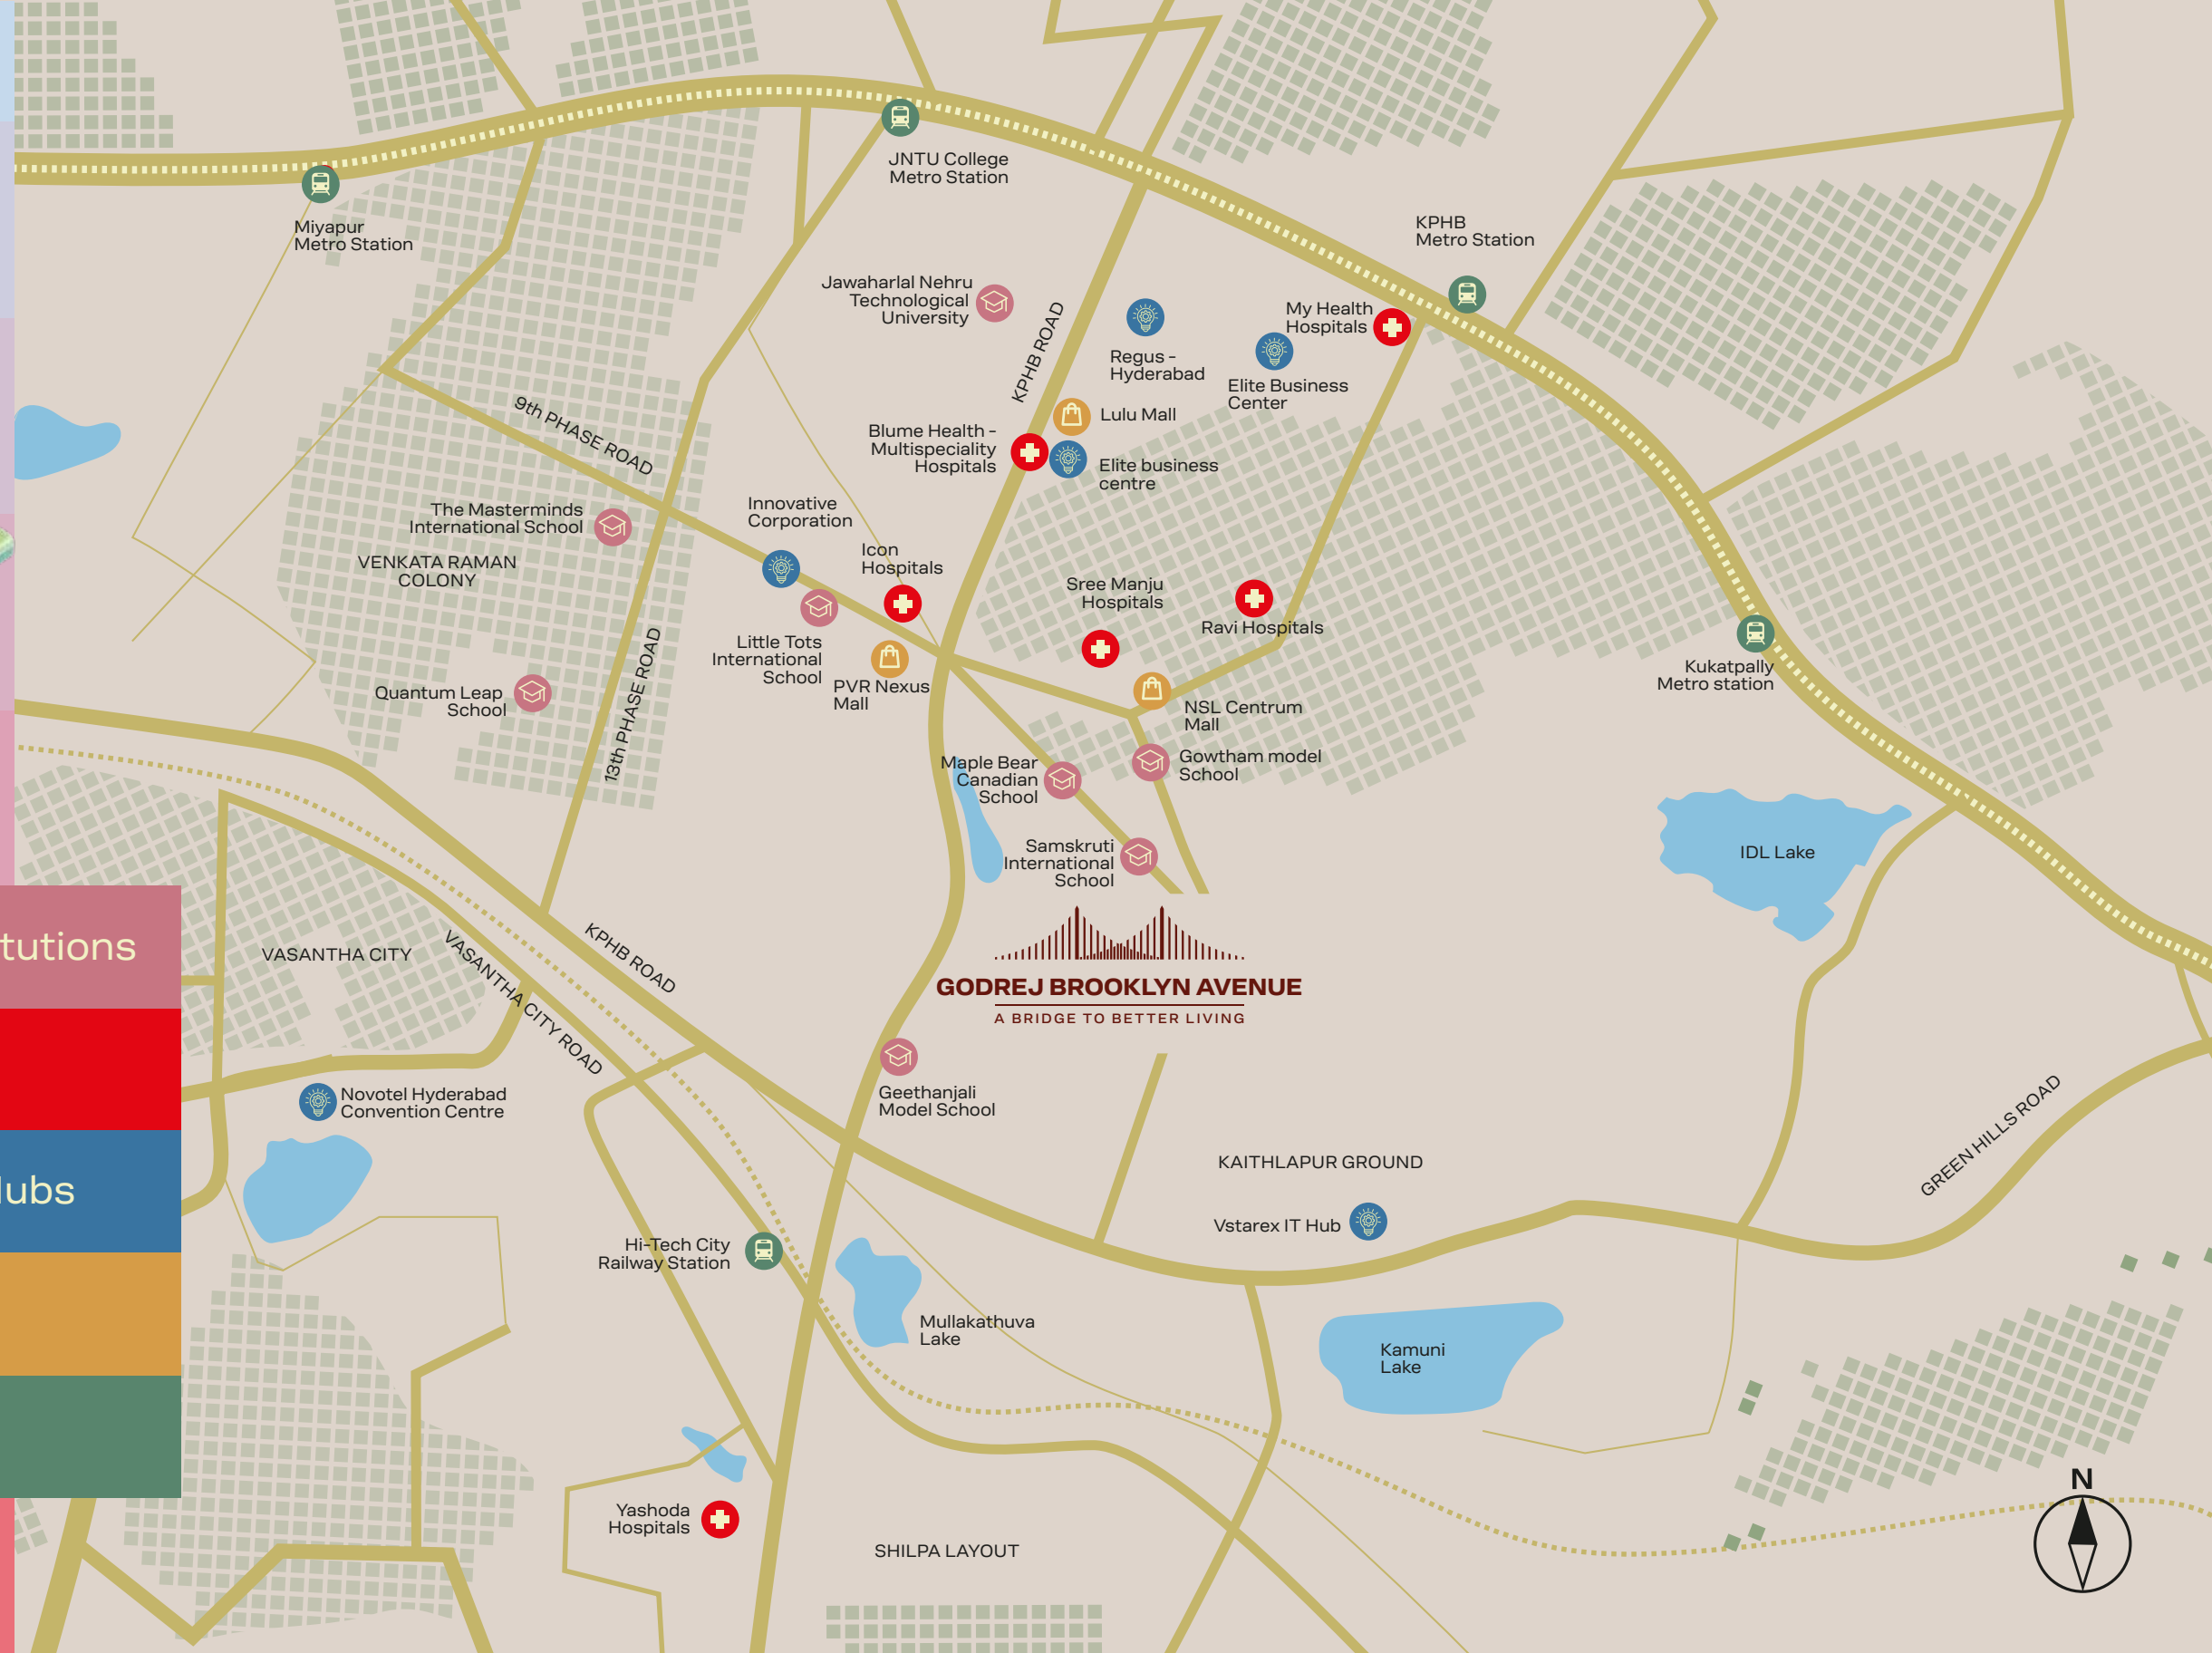 JNTU College
Metro Station
Miyapur
Metro Station
KPHB
Metro Station
Jawaharlal Nehru
Technological
University
KPHB ROAD
My Health
Hospitals
Regus -
Hyderabad
Elite Business
Center
Lulu Mall
9th PHASE ROAD
Blume Health -
Multispeciality
Hospitals
Elite business
centre
The Masterminds
International School
Innovative
Corporation
VENKATA RAMAN
COLONY
Icon
Hospitals
Sree Manju
Hospitals
Ravi Hospitals
Little Tots
International
School
13th PHASE ROAD
Kukatpally
Metro station
Quantum Leap
School
PVR Nexus
Mall
NSL Centrum
Mall
Maple Bear
Canadian
School
Gowtham model
School
Samskruti
International
School
IDL Lake
tutions
VASANTHA CITY
VASANTHA CITY ROAD
KPHB ROAD
GODREJ BROOKLYN AVENUE
A BRIDGE TO BETTER LIVING
Novotel Hyderabad
Convention Centre
Geethanjali
Model School
GREEN HILLS ROAD
KAITHLAPUR GROUND
Hubs
Vstarex IT Hub
Hi-Tech City
Railway Station
Mullakathuva
Lake
Kamuni
Lake
N
Yashoda
Hospitals
SHILPA LAYOUT